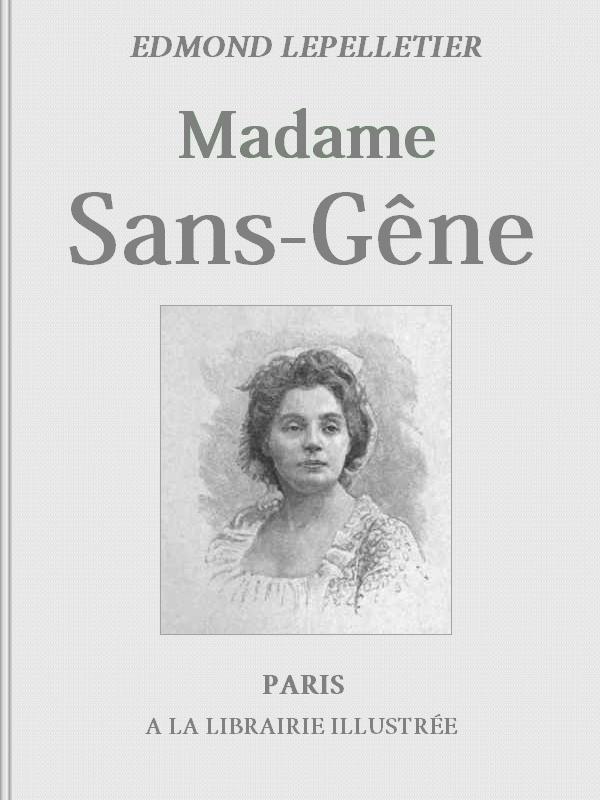 EDMOND LEPELLETIER
Madame
Sans-Gêne
PARIS
A LA LIBRAIRIE ILLUSTRÉE